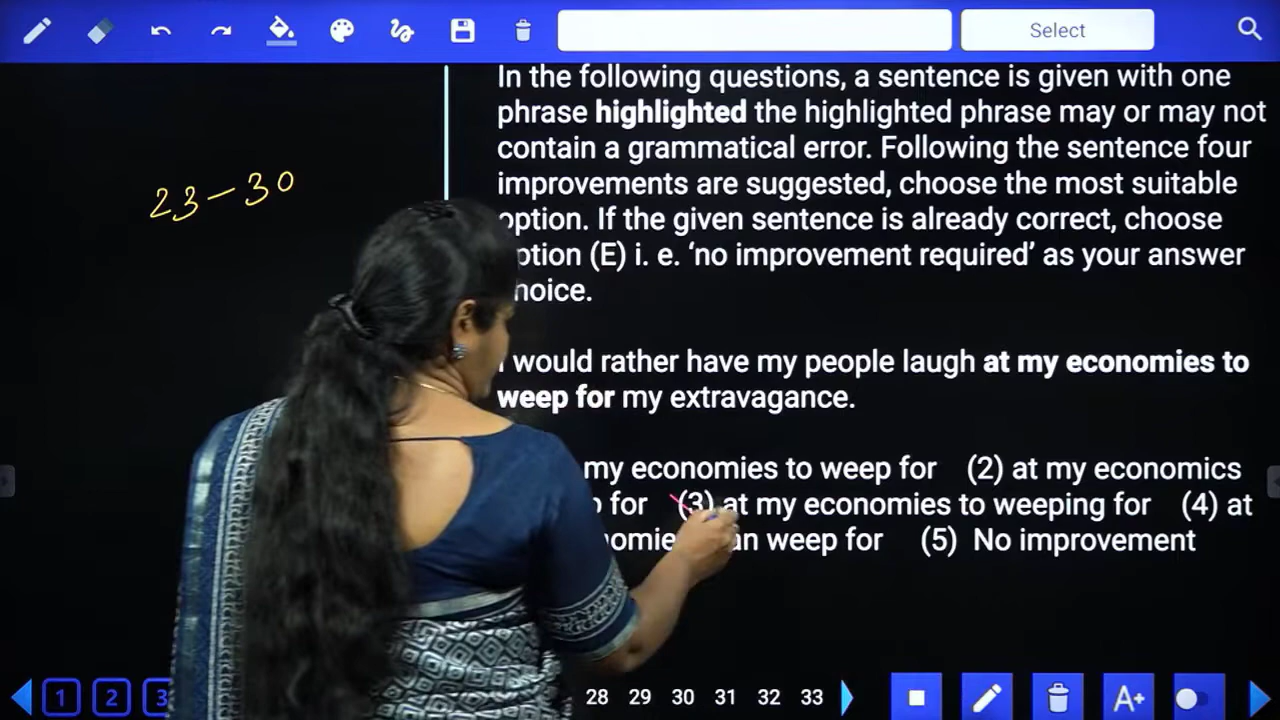 Select
In the following questions, a sentence is given with one
phrase highlighted the highlighted phrase may or may not
contain a grammatical error. Following the sentence four
improvements are suggested, choose the most suitable
23-30
option. If the given sentence is already correct, choose
option (E) i. e. ‘no improvement required’ as your answer
choice.
I would rather have my people laugh at my economies to
weep for my extravagance.
my economies to weep for (2) at my economics
for (3) at my economies to weeping for (4) at
weep for (5) No improvement
1 2 3 28 29 30 31 32 33 A+